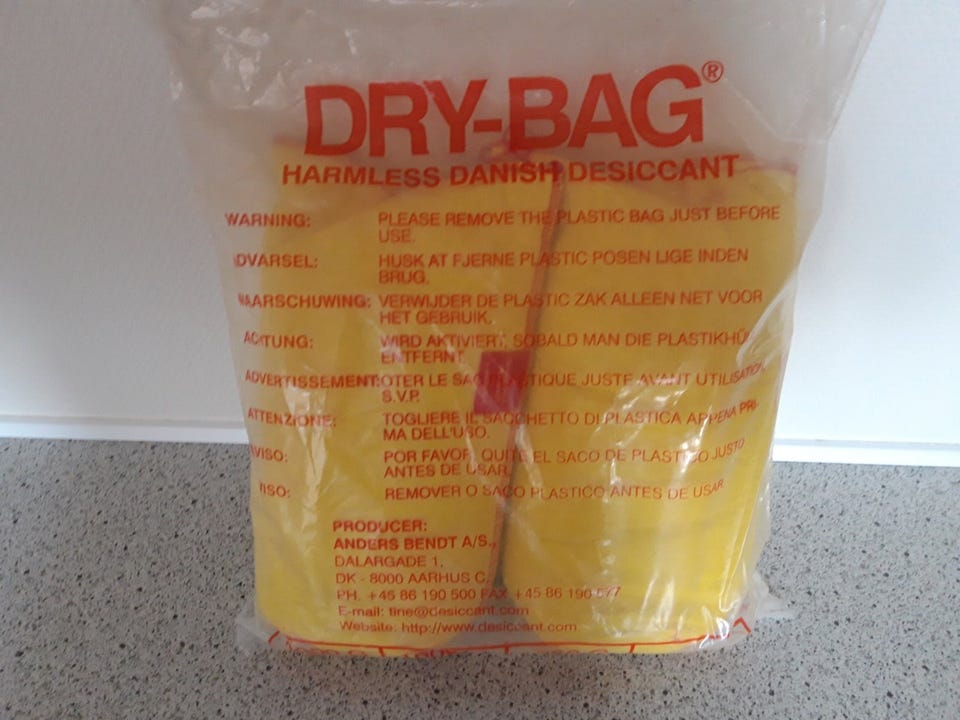 DRY-BAG®
HARMLESS DANISH DESICCANT
WARNING: PLEASE REMOVE THE PLASTIC BAG JUST BEFORE
USE.
DVARSEL: HUSK AT FJERNE PLASTIC POSEN LIGE INDEN
BRUG.
WAARSCHUWING: VERWIJDER DE PLASTIC ZAK ALLEEN NET VOOR
HET GEBRUIK.
ACHTUNG: WIRD AKTIVIERT, SOBALD MAN DIE PLASTIKHÜ
ENTFERNT
ADVERTISSEMENT: OTER LE SAC PLASTIQUE JUSTE AVANT UTILISATION,
S.V.P.
ATTENZIONE: TOGLIERE IL SACCHETTO DI PLASTICA APPENA PRI-
MA DELL'USO.
VISO: POR FAVOR, QUITE EL SACO DE PLASTICO JUSTO
ANTES DE USAR.
VISO: REMOVER O SACO PLASTICO ANTES DE USAR.
PRODUCER:
ANDERS BENDT A/S.,
DALARGADE 1,
DK - 8000 AARHUS C.
PH. +45 86 190 500 FAX +45 86 190 577
E-mail: tine@desiccant.com
Website: http://www.desiccant.com